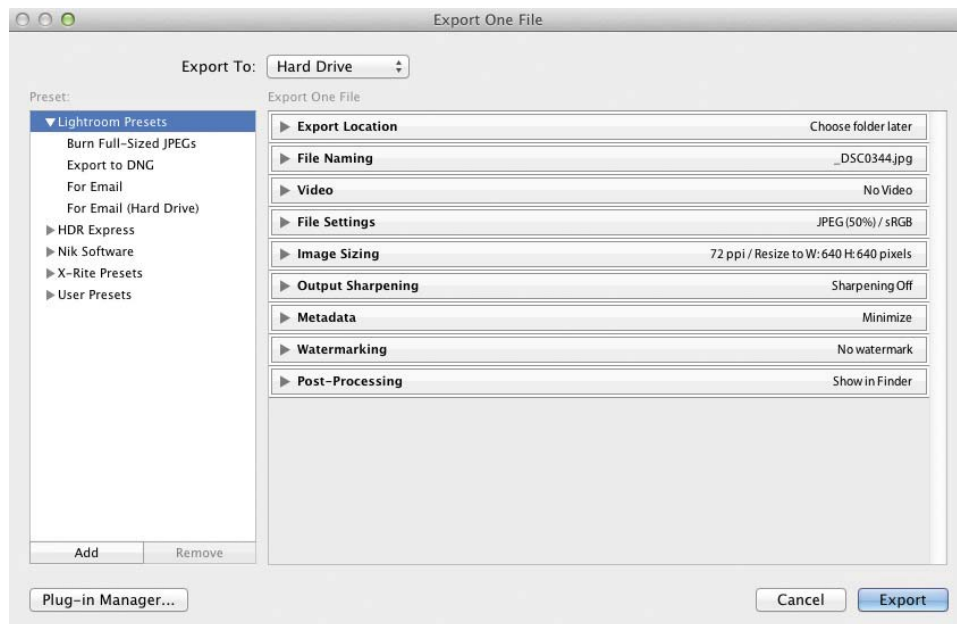 Export One File
Export To: Hard Drive
Preset:
Export One File
Lightroom Presets
Burn Full-Sized JPEGs
Export to DNG
For Email
For Email (Hard Drive)
HDR Express
Nik Software
X-Rite Presets
User Presets
Add Remove
Export Location Choose folder later
File Naming _DSC0344.jpg
Video No Video
File Settings JPEG (50%) / sRGB
Image Sizing 72 ppi / Resize to W: 640 H: 640 pixels
Output Sharpening Sharpening Off
Metadata Minimize
Watermarking No watermark
Post-Processing Show in Finder
Plug-in Manager... Cancel Export